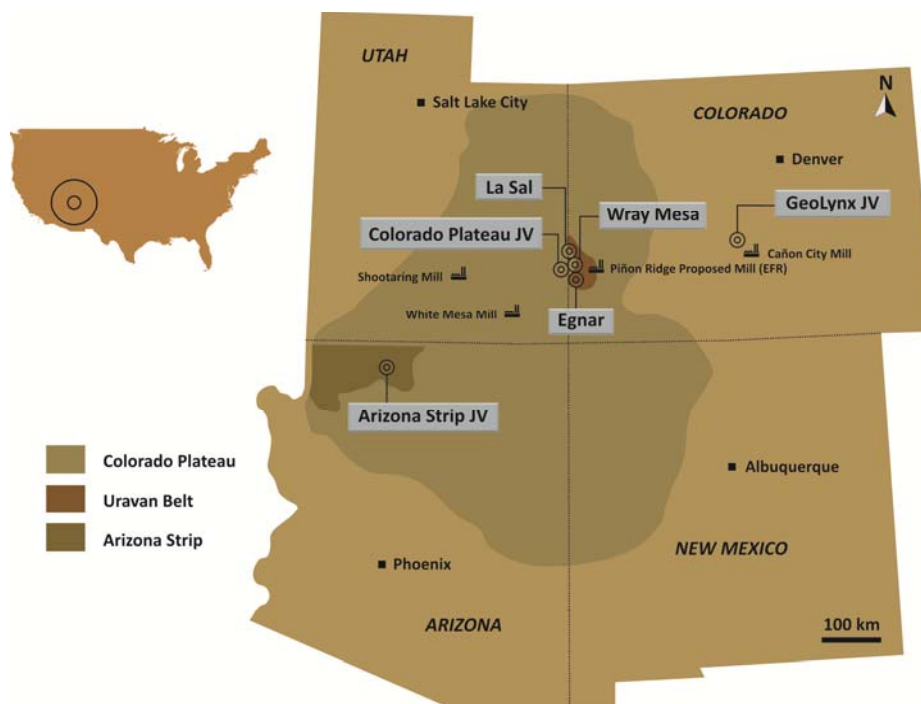 UTAH
N
Salt Lake City
COLORADO
Denver
La Sal
GeoLynx JV
Wray Mesa
Colorado Plateau JV
Cañon City Mill
Shootaring Mill
Piñon Ridge Proposed Mill (EFR)
White Mesa Mill
Egnar
Arizona Strip JV
Colorado Plateau
Albuquerque
Uravan Belt
Arizona Strip
NEW MEXICO
Phoenix
ARIZONA
100 km